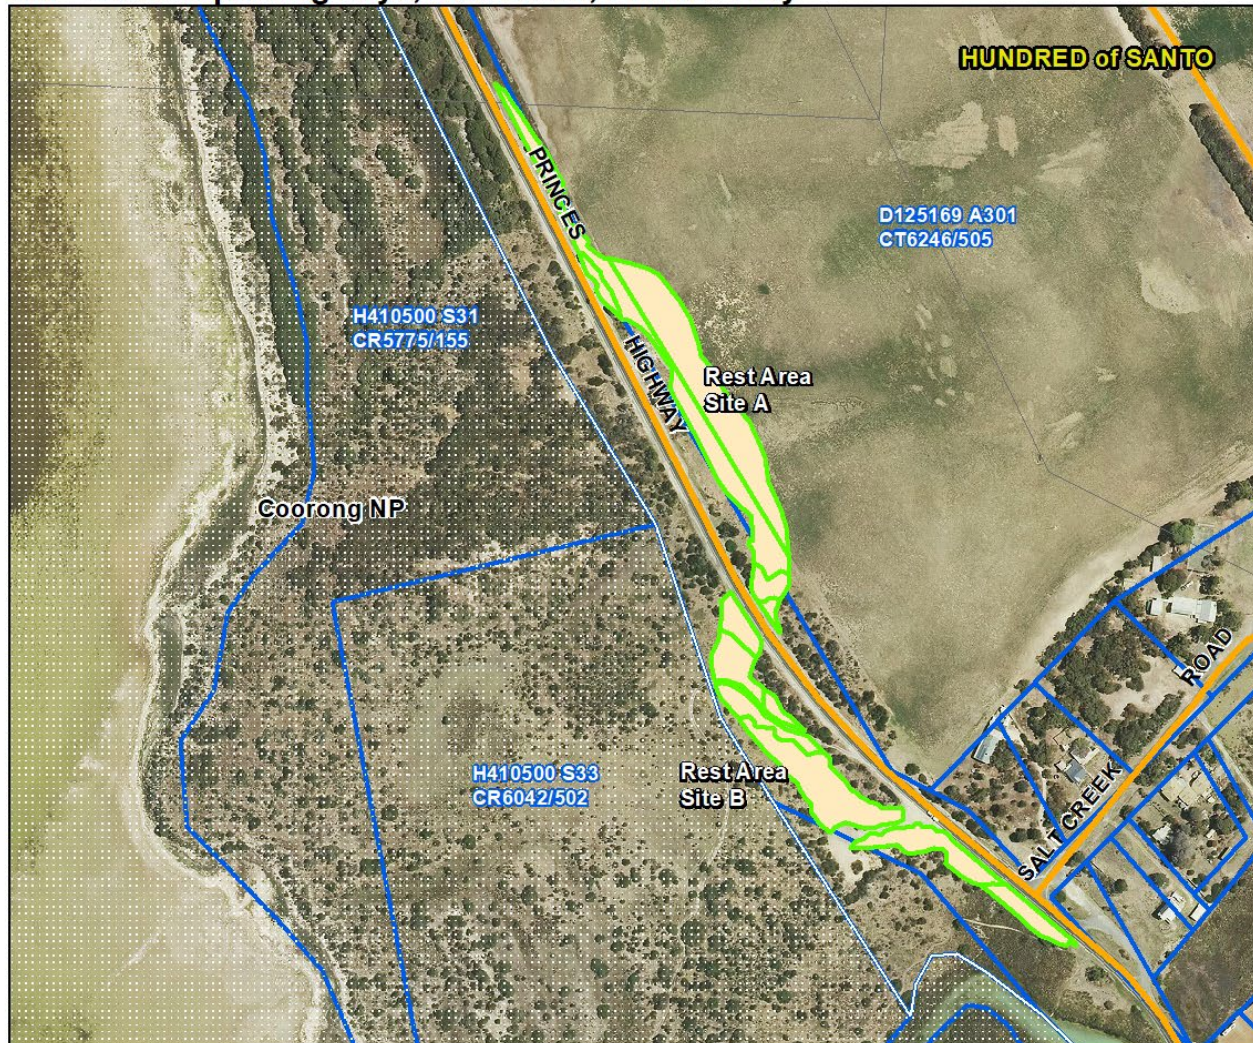 HUNDRED of SANTO
PRINCES
D125169 A301
CT6246/505
H410500 S31
CR5775/155
HIGHWAY
Rest Area
Site A
Coorong NP
ROAD
H410500 S33
CR6042/502
Rest Area
Site B
SALT CREEK